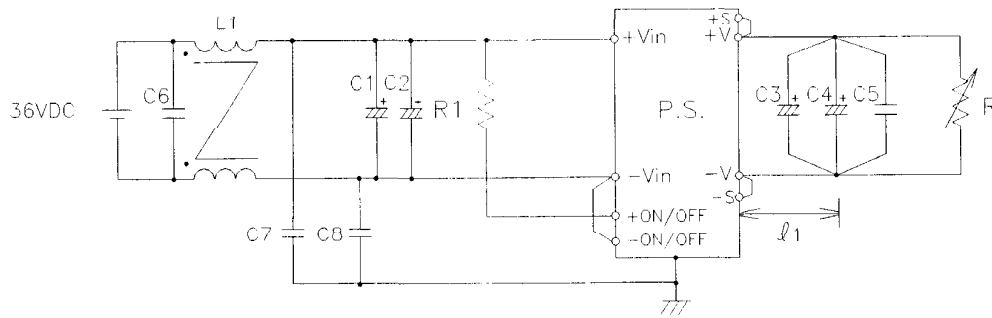 L1
+S
+V
+Vin
C6
C1
C2
R1
36VDC
P.S.
C3
C4
C5
R
-Vin
-V
-S
+ON/OFF
-ON/OFF
C7
C8
ℓ1